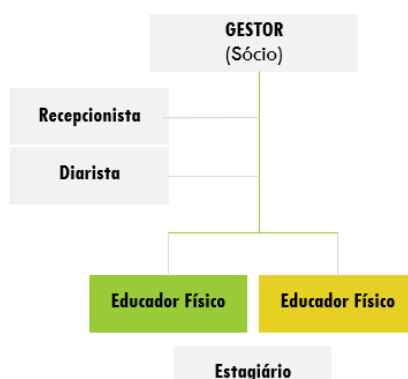 GESTOR
(Sócio)
Recepcionista
Diarista
Educador Físico
Educador Físico
Estagiário